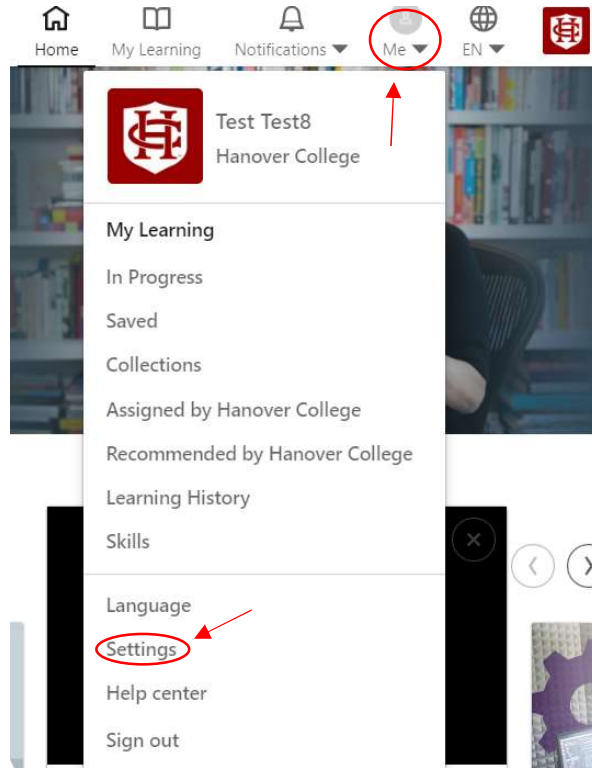 Home My Learning Notifications Me EN
Test Test8
Hanover College
My Learning
In Progress
Saved
Collections
Assigned by Hanover College
Recommended by Hanover College
Learning History
Skills
Language
Settings
Help center
Sign out